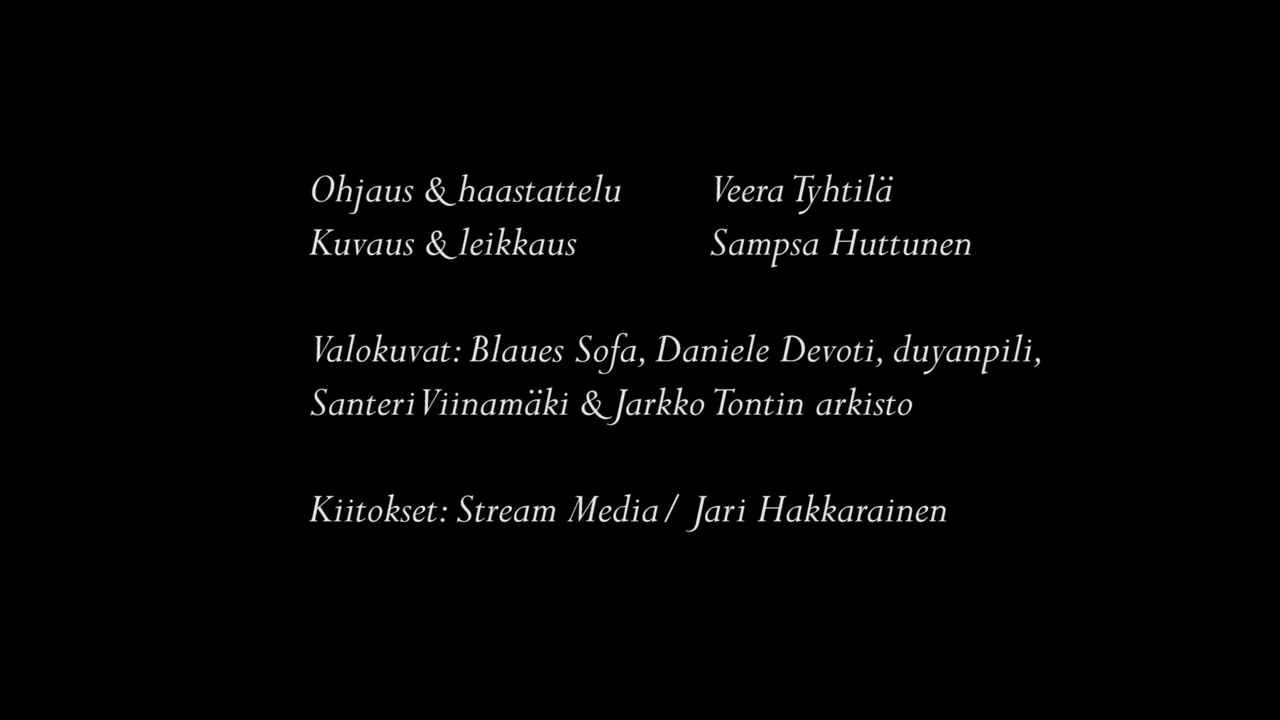 Ohjaus & haastattelu Veera Tyhtilä
Kuvaus & leikkaus Sampsa Huttunen
Valokuvat: Blaues Sofa, Daniele Devoti, duyanpili,
Santeri Viinamäki & Jarkko Tontin arkisto
Kiitokset: Stream Media / Jari Hakkarainen